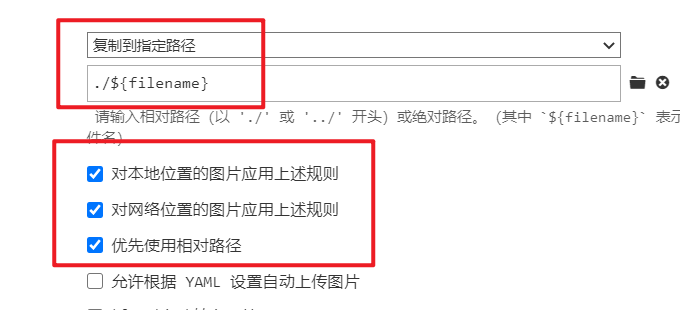 复制到指定路径
./${filename}
请输入相对路径（以 './' 或 '../' 开头）或绝对路径。（其中 `${filename}` 表示
件名）
对本地位置的图片应用上述规则
对网络位置的图片应用上述规则
优先使用相对路径
允许根据 YAML 设置自动上传图片